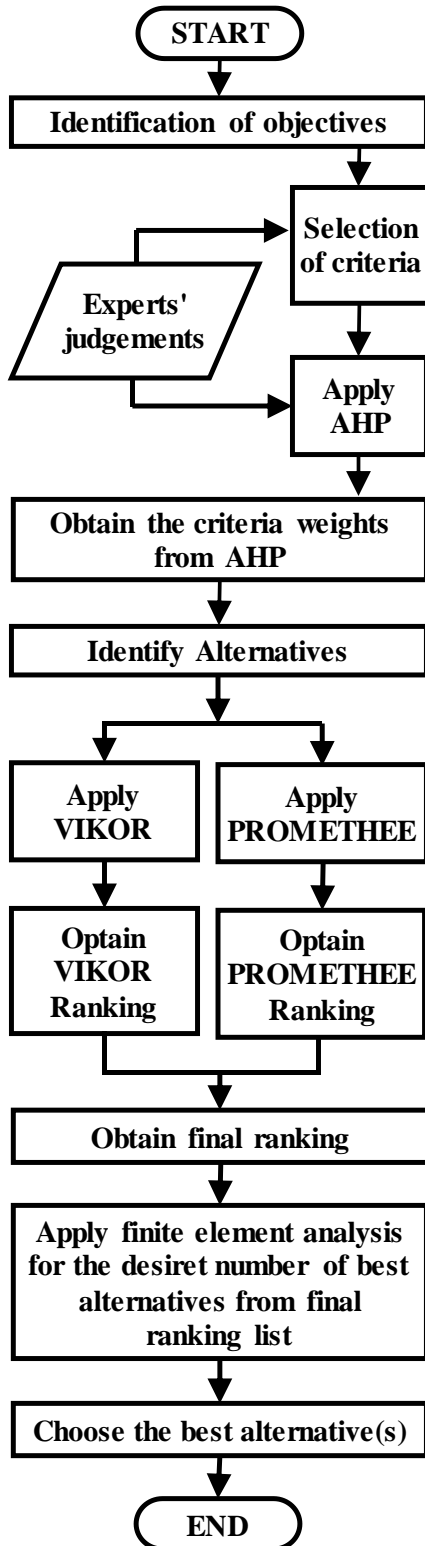 START
Identification of objectives
Selection
of criteria
Experts'
judgements
Apply
AHP
Obtain the criteria weights
from AHP
Identify Alternatives
Apply
VIKOR
Apply
PROMETHEE
Optain
VIKOR
Ranking
Optain
PROMETHEE
Ranking
Obtain final ranking
Apply finite element analysis
for the desiret number of best
alternatives from final
ranking list
Choose the best alternative(s)
END